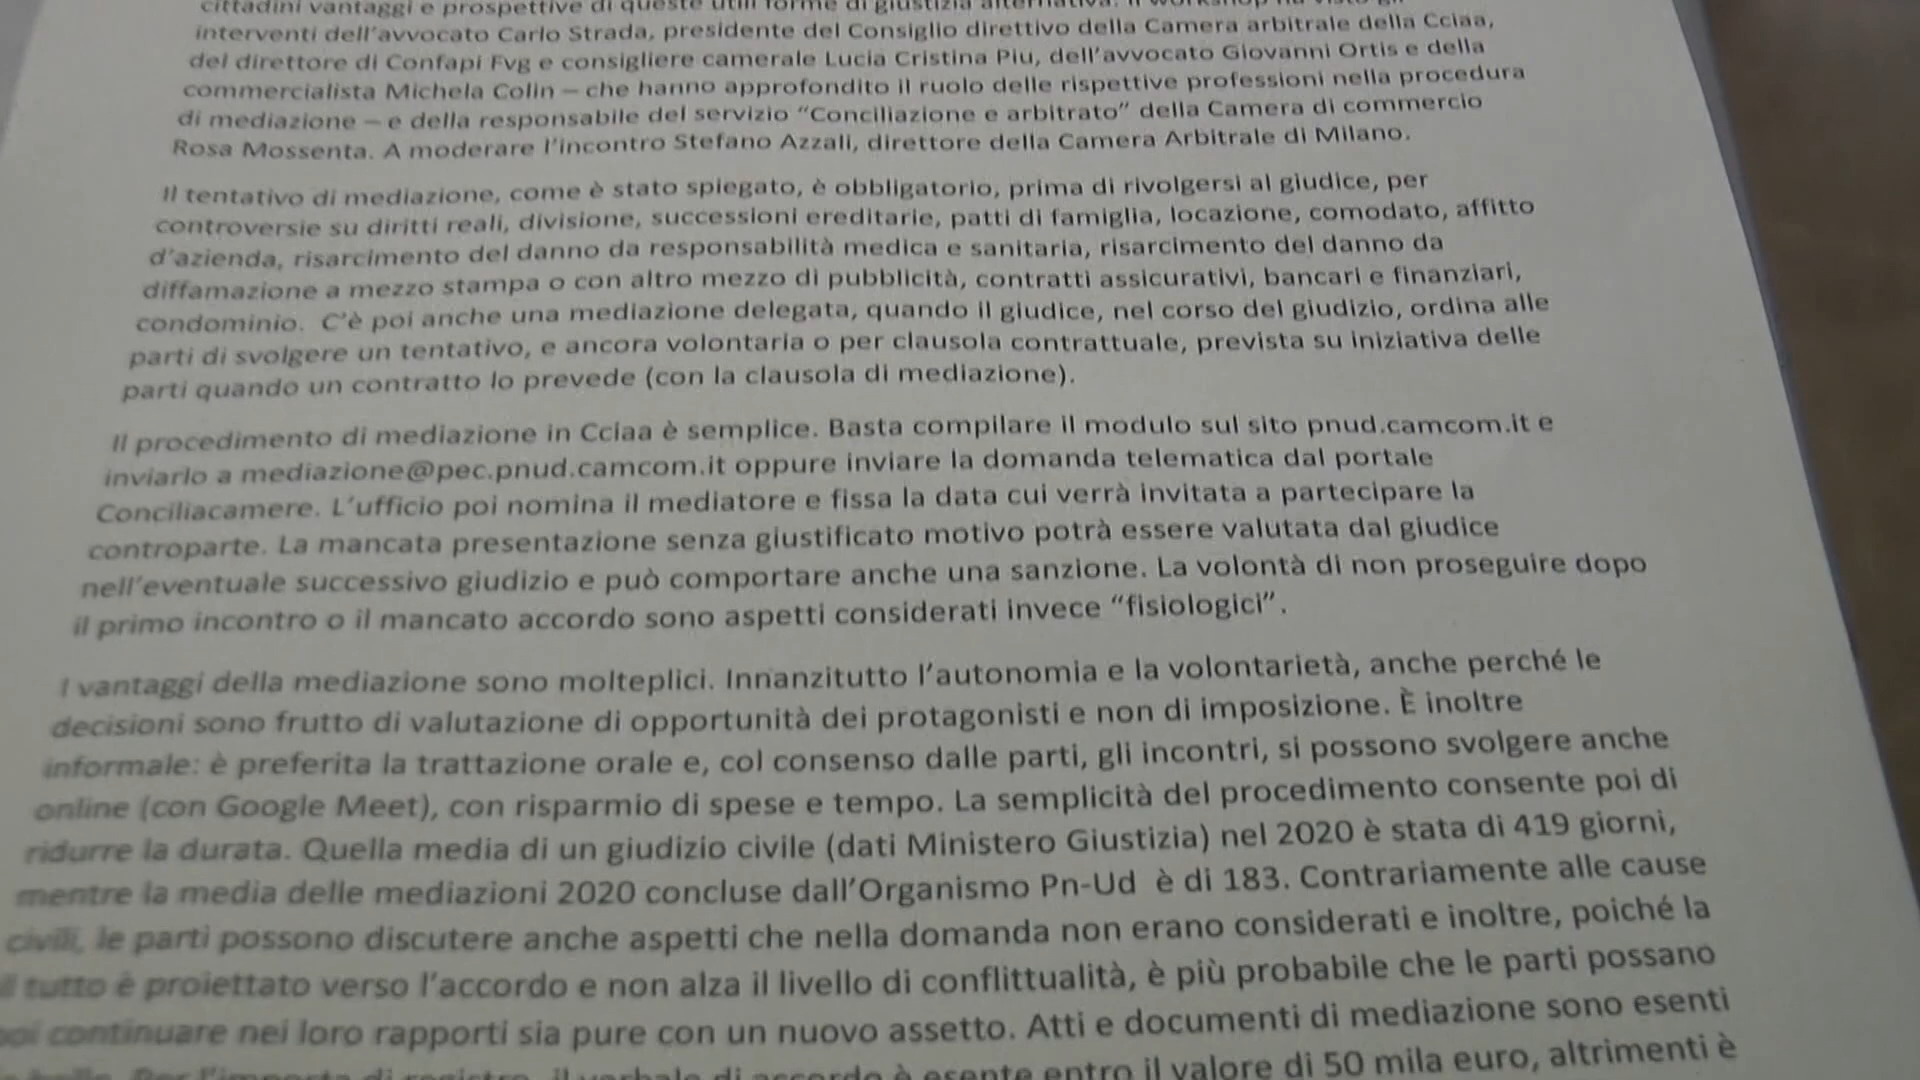 cittadini vantaggi e prospettive di queste utili forme di giustizia alternativa. Il workshop ha visto gli
interventi dell'avvocato Carlo Strada, presidente del Consiglio direttivo della Camera arbitrale della Cciaa,
del direttore di Confapi Fvg e consigliere camerale Lucia Cristina Piu, dell'avvocato Giovanni Ortis e della
commercialista Michela Colin – che hanno approfondito il ruolo delle rispettive professioni nella procedura
di mediazione – e della responsabile del servizio "Conciliazione e arbitrato" della Camera di commercio
Rosa Mossenta. A moderare l'incontro Stefano Azzali, direttore della Camera Arbitrale di Milano.
Il tentativo di mediazione, come è stato spiegato, è obbligatorio, prima di rivolgersi al giudice, per
controversie su diritti reali, divisione, successioni ereditarie, patti di famiglia, locazione, comodato, affitto
d'azienda, risarcimento del danno da responsabilità medica e sanitaria, risarcimento del danno da
diffamazione a mezzo stampa o con altro mezzo di pubblicità, contratti assicurativi, bancari e finanziari,
condominio. C'è poi anche una mediazione delegata, quando il giudice, nel corso del giudizio, ordina alle
parti di svolgere un tentativo, e ancora volontaria o per clausola contrattuale, prevista su iniziativa delle
parti quando un contratto lo prevede (con la clausola di mediazione).
Il procedimento di mediazione in Cciaa è semplice. Basta compilare il modulo sul sito pnud.camcom.it e
inviarlo a mediazione@pec.pnud.camcom.it oppure inviare la domanda telematica dal portale
Conciliacamere. L'ufficio poi nomina il mediatore e fissa la data cui verrà invitata a partecipare la
controparte. La mancata presentazione senza giustificato motivo potrà essere valutata dal giudice
nell'eventuale successivo giudizio e può comportare anche una sanzione. La volontà di non proseguire dopo
il primo incontro o il mancato accordo sono aspetti considerati invece "fisiologici".
I vantaggi della mediazione sono molteplici. Innanzitutto l'autonomia e la volontarietà, anche perché le
decisioni sono frutto di valutazione di opportunità dei protagonisti e non di imposizione. È inoltre
informale: è preferita la trattazione orale e, col consenso dalle parti, gli incontri, si possono svolgere anche
online (con Google Meet), con risparmio di spese e tempo. La semplicità del procedimento consente poi di
ridurre la durata. Quella media di un giudizio civile (dati Ministero Giustizia) nel 2020 è stata di 419 giorni,
mentre la media delle mediazioni 2020 concluse dall'Organismo Pn-Ud è di 183. Contrariamente alle cause
civili, le parti possono discutere anche aspetti che nella domanda non erano considerati e inoltre, poiché la
tutto è proiettato verso l'accordo e non alza il livello di conflittualità, è più probabile che le parti possano
poi continuare nei loro rapporti sia pure con un nuovo assetto. Atti e documenti di mediazione sono esenti
bollo. Per l'imposta di registro, il verbale di accordo è esente entro il valore di 50 mila euro, altrimenti è